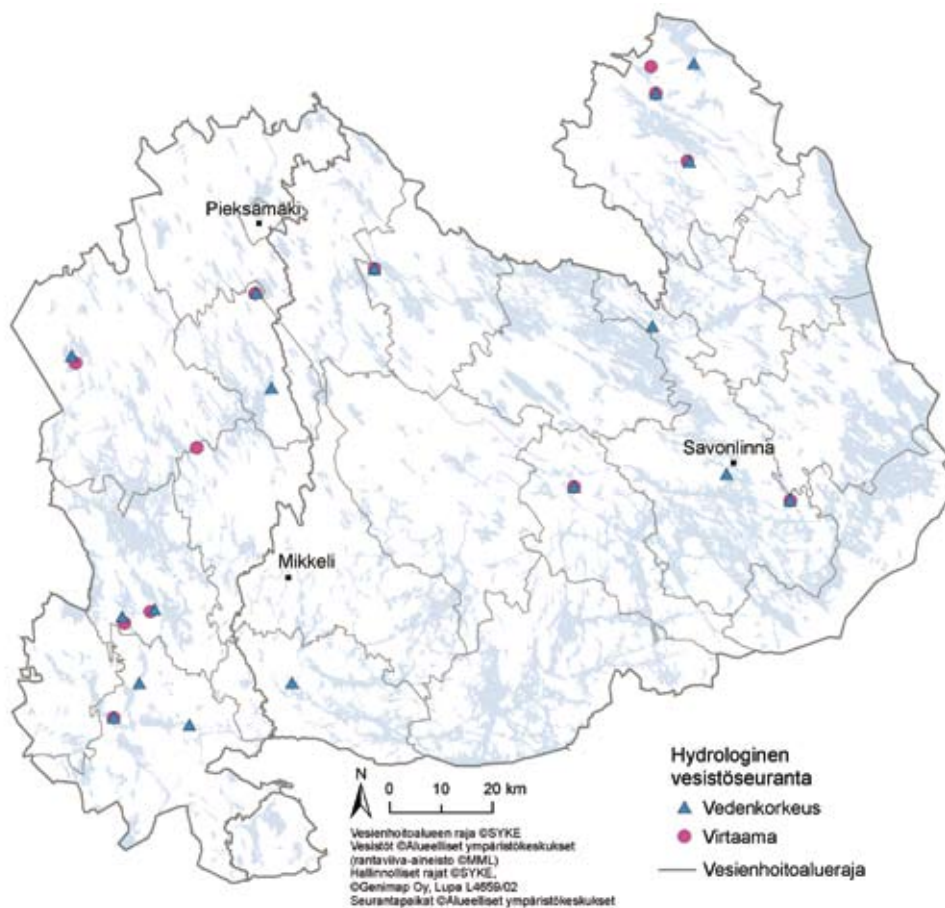 Pieksämäki
Savonlinna
Mikkeli
N
0 10 20 km
Vesienhoitoalueen raja ©SYKE
Vesistöt ©Alueelliset ympäristökeskukset
(rantaviiva-aineisto ©MML)
Hallinnolliset rajat ©SYKE,
©Genimap Oy, Lupa L4659/02
Seurantapaikat ©Alueelliset ympäristökeskukset
Hydrologinen
vesistöseuranta
Vedenkorkeus
Virtaama
Vesienhoitoalueraja